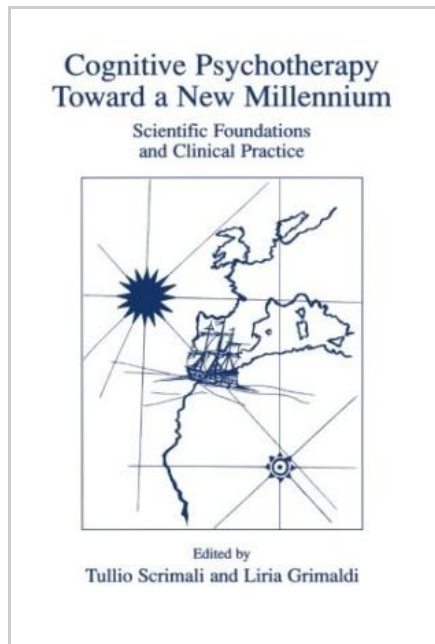 Cognitive Psychotherapy
Toward a New Millennium
Scientific Foundations
and Clinical Practice
Edited by
Tullio Scrimali and Liria Grimaldi